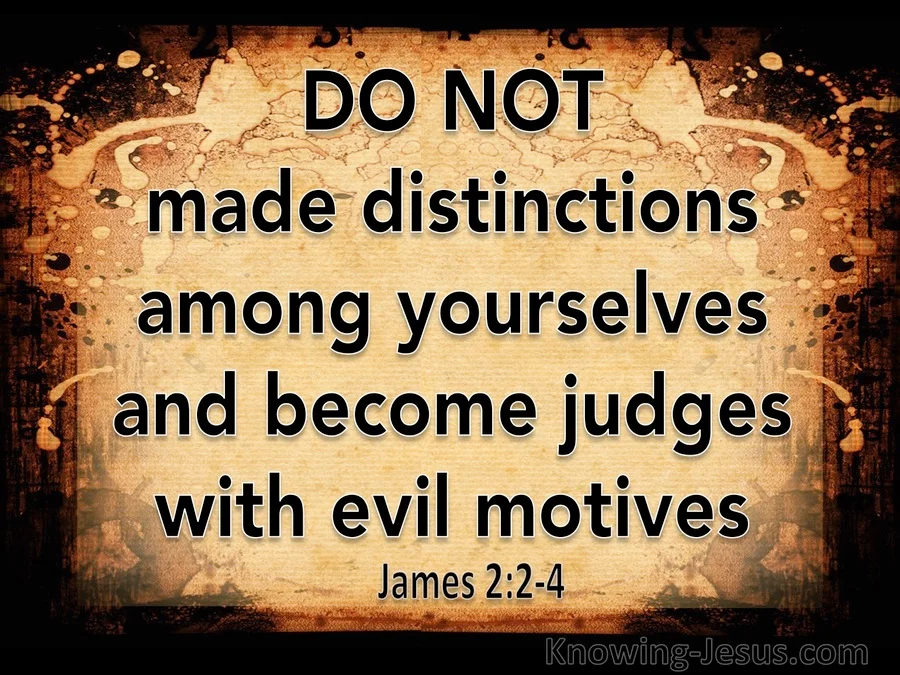 DO NOT
made distinctions
among yourselves
and become judges
with evil motives
James 2:2-4
Knowing-Jesus.com